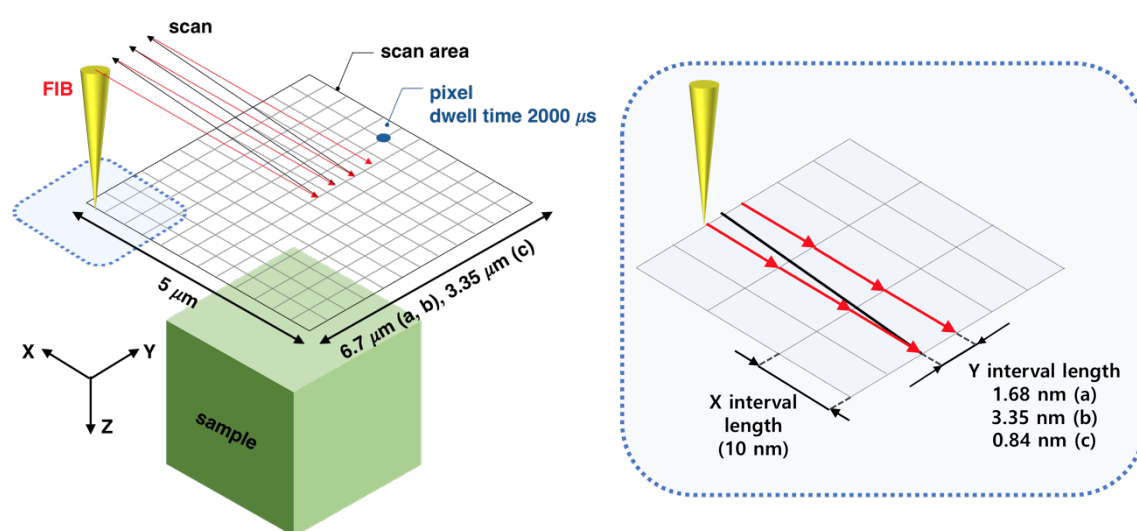 scan
scan area
FIB
pixel
dwell time 2000 μs
5 μm
6.7 μm (a, b), 3.35 μm (c)
X
Y
Z
sample
X interval
length
(10 nm)
Y interval length
1.68 nm (a)
3.35 nm (b)
0.84 nm (c)